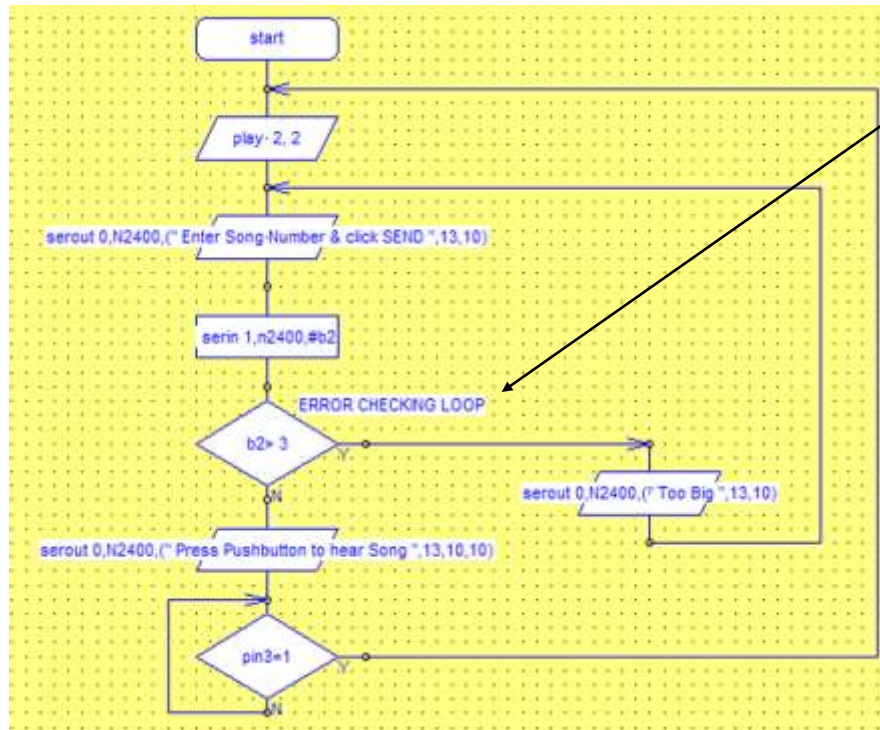 start
play- 2, 2
serout 0,N2400,(" Enter Song-Number & click SEND ",13,10)
serin 1,n2400,#b2
ERROR CHECKING LOOP
b2> 3
Y
N
serout 0,N2400,(" Too Big ",13,10)
serout 0,N2400,(" Press Pushbutton to hear Song ",13,10,10)
pin3=1
Y
N